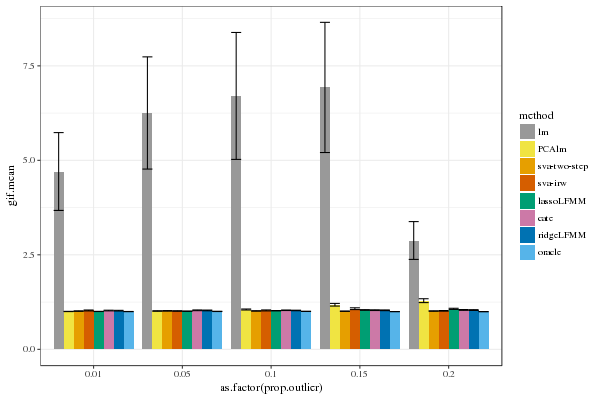 gif.mean
7.5
5.0
2.5
0.0
0.01
0.05
0.1
0.15
0.2
as.factor(prop.outlier)
method
lm
PCAlm
sva-two-step
sva-irw
lassoLFMM
cate
ridgeLFMM
oracle